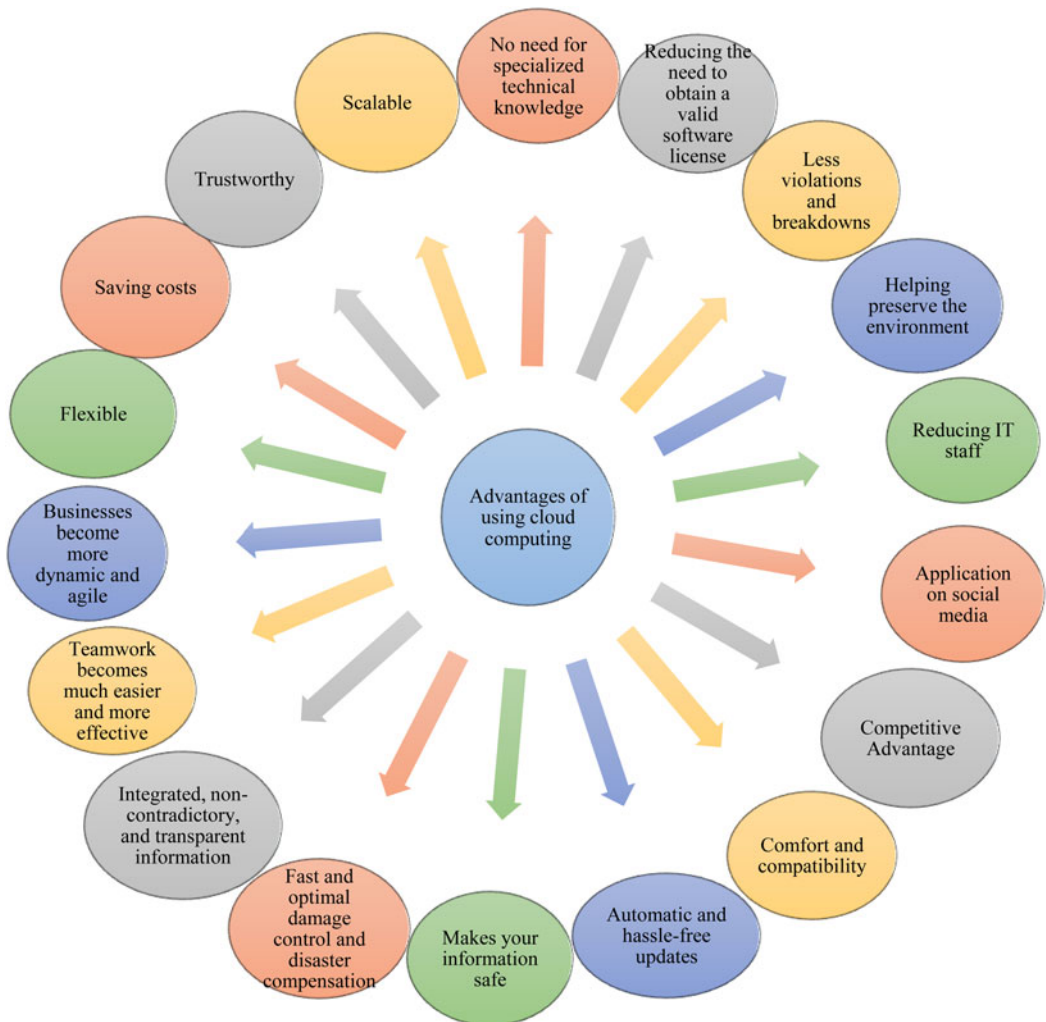 No need for
specialized
technical
knowledge
Reducing the
need to
obtain a
valid
software
license
Less
violations
and
breakdowns
Helping
preserve the
environment
Reducing IT
staff
Application
on social
media
Competitive
Advantage
Comfort and
compatibility
Automatic and
hassle-free
updates
Makes your
information
safe
Fast and
optimal
damage
control and
disaster
compensation
Integrated, non-
contradictory,
and transparent
information
Teamwork
becomes
much easier
and more
effective
Businesses
become
more
dynamic and
agile
Flexible
Saving costs
Trustworthy
Scalable
Advantages of
using cloud
computing